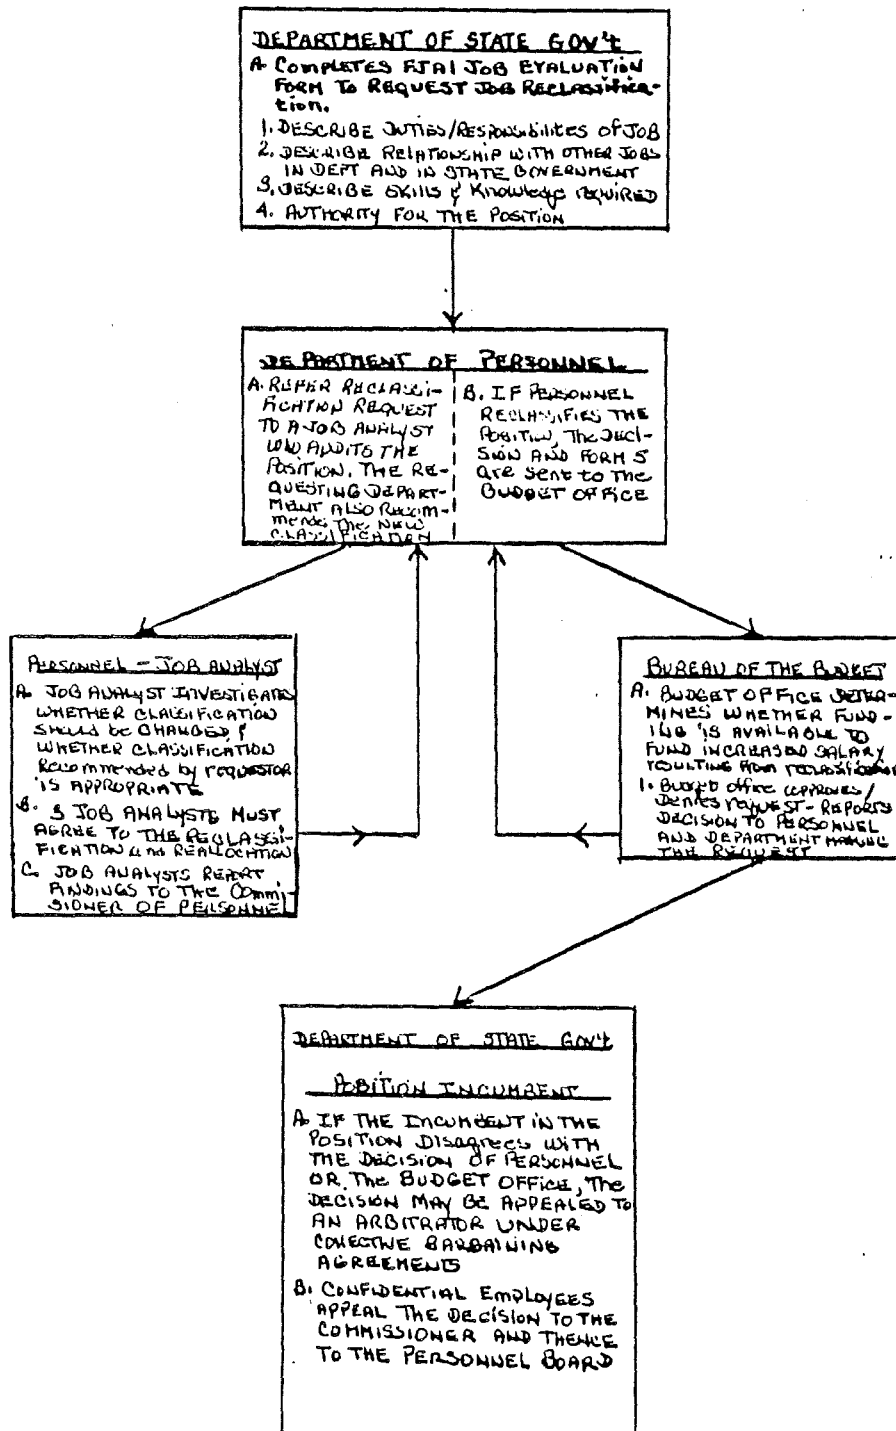 DEPARTMENT OF STATE GOV't
A. COMPLETES FJA1 JOB EVALUATION
FORM TO REQUEST JOB RECLASSIFICA-
tion.
1. DESCRIBE DUTIES/RESPONSIBILITES of JOB
2. DESCRIBE RELATIONSHIP WITH OTHER JOBS
IN DEPT AND IN STATE GOVERNMENT
3. DESCRIBE SKILLS & Knowledge REQUIRED
4. AUTHORITY FOR THE POSITION
DEPARTMENT OF PERSONNEL
A. REFER RECLASSI-
FICATION REQUEST
TO A JOB ANALYST
WHO AUDITS THE
POSITION. THE RE-
QUESTING DEPART-
MENT ALSO RECOM-
mends The NEW
CLASSIFICATION
B. IF PERSONNEL
RECLASSIFIES THE
POSITION, THE DECI-
SION AND FORM 5
are sent to The
BUDGET OFFICE
PERSONNEL - JOB ANALYST
A. JOB ANALYST INVESTIGATES
WHETHER CLASSIFICATION
SHOULD be CHANGED, &
WHETHER CLASSIFICATION
Recommended by requestor
IS APPROPRIATE
B. 3 JOB ANALYSTS MUST
AGREE TO THE RECLASSI-
FICATION and REALLOCATION
C. JOB ANALYSTS REPORT
FINDINGS TO THE COMMI-
SIONER OF PERSONNEL
BUREAU OF THE BUDGET
A. BUDGET OFFICE DETER-
MINES WHETHER FUND-
ING IS AVAILABLE TO
FUND INCREASED SALARY
RESULTING FROM reclassification
1. Budget office approves/
Denies request - REPORTS
DECISION TO PERSONNEL
AND DEPARTMENT MAKING
THE REQUEST
DEPARTMENT OF STATE GOV't
POSITION INCUMBENT
A. IF THE INCUMBENT IN THE
POSITION DISAGREES WITH
THE DECISION OF PERSONNEL
OR THE BUDGET OFFICE, THE
DECISION MAY BE APPEALED TO
AN ARBITRATOR UNDER
COLLECTIVE BARGAINING
AGREEMENTS
B. CONFIDENTIAL EMPLOYEES
APPEAL THE DECISION TO THE
COMMISSIONER AND THENCE
TO THE PERSONNEL BOARD